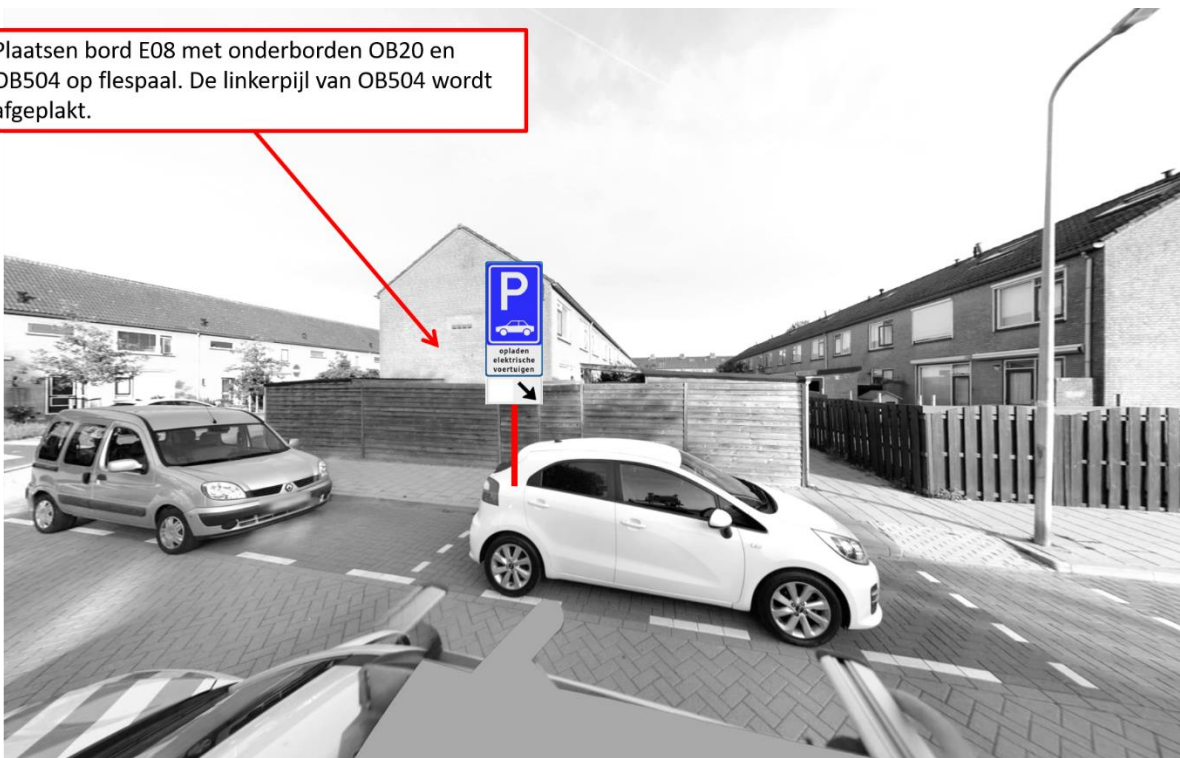 Plaatsen bord E08 met onderborden OB20 en
OB504 op flespaal. De linkerpijl van OB504 wordt
afgeplakt.
P
opladen
elektrische
voertuigen